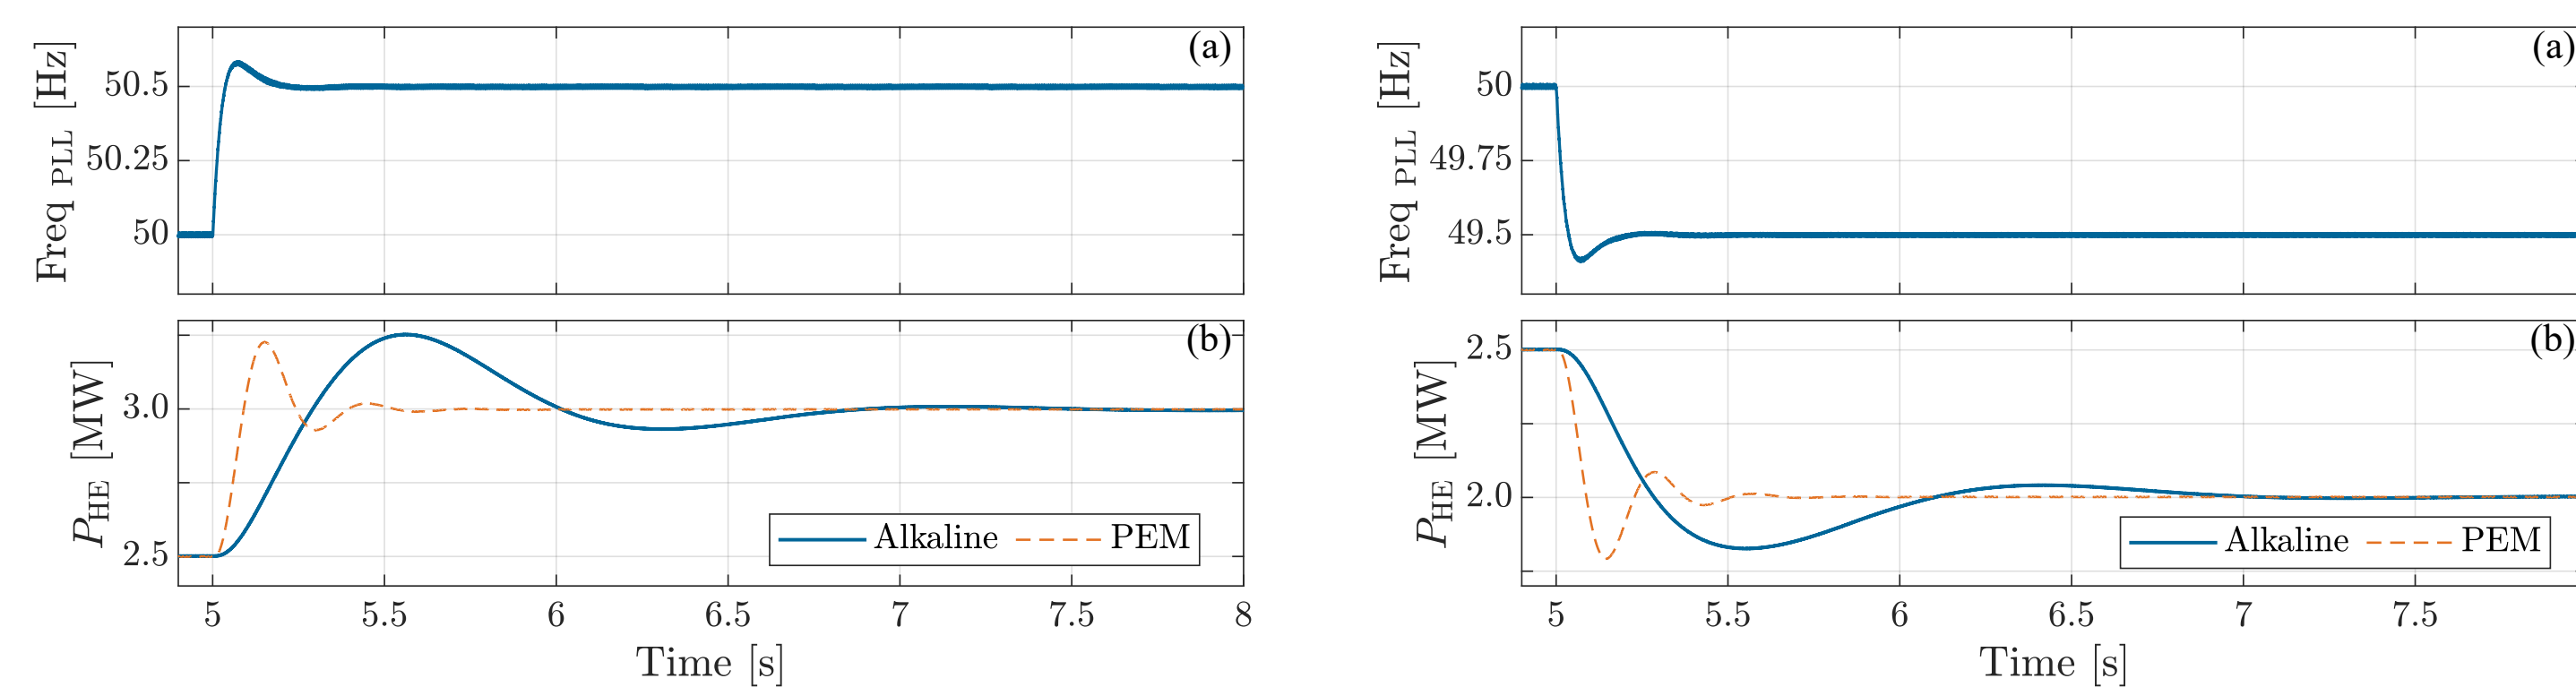 (a)
Freq PLL [Hz]
50.5
50.25
50
(b)
P_HE [MW]
3.0
2.5
Alkaline PEM
5 5.5 6 6.5 7 7.5 8
Time [s]
(a)
Freq PLL [Hz]
50
49.75
49.5
(b)
P_HE [MW]
2.5
2.0
Alkaline PEM
5 5.5 6 6.5 7 7.5
Time [s]